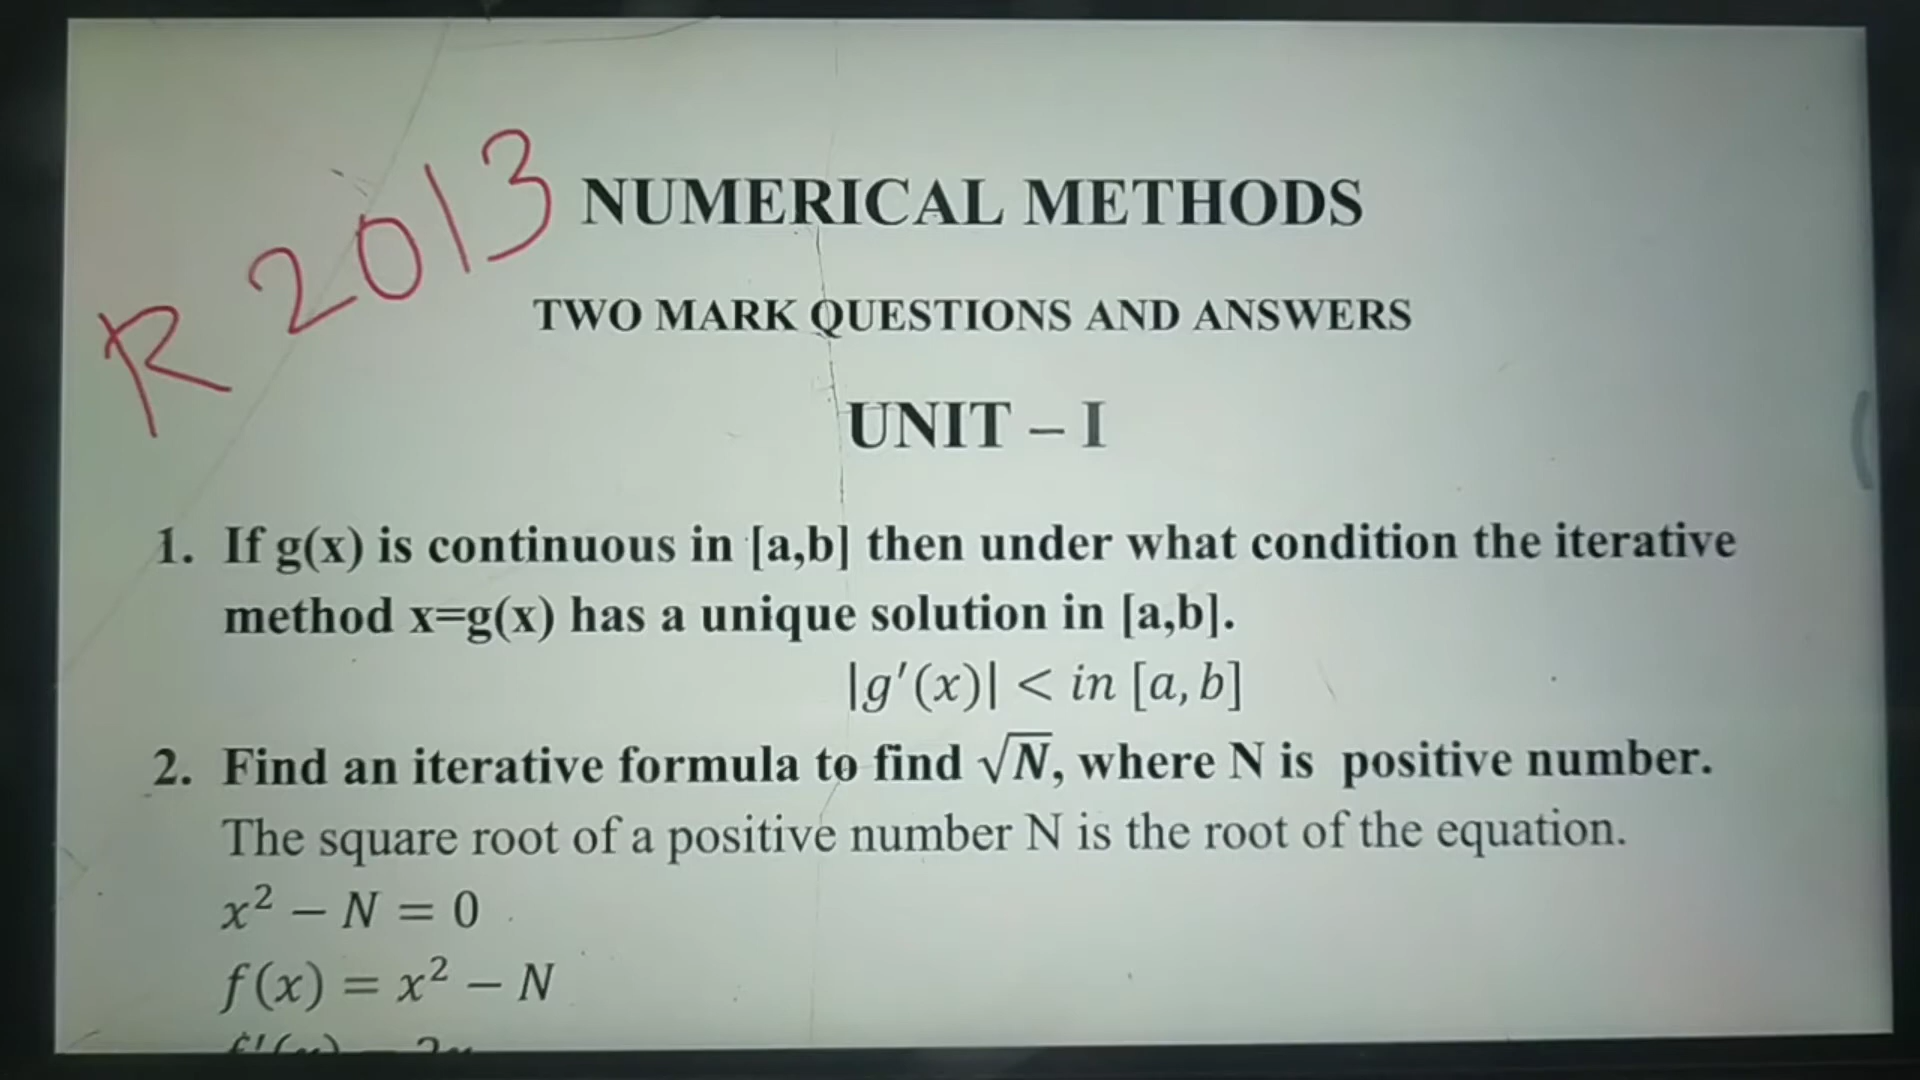 R 2013
NUMERICAL METHODS
TWO MARK QUESTIONS AND ANSWERS
UNIT – I
1. If g(x) is continuous in [a,b] then under what condition the iterative
method x=g(x) has a unique solution in [a,b].
|g′(x)| < in [a, b]
2. Find an iterative formula to find √N, where N is positive number.
The square root of a positive number N is the root of the equation.
x² − N = 0
f(x) = x² − N